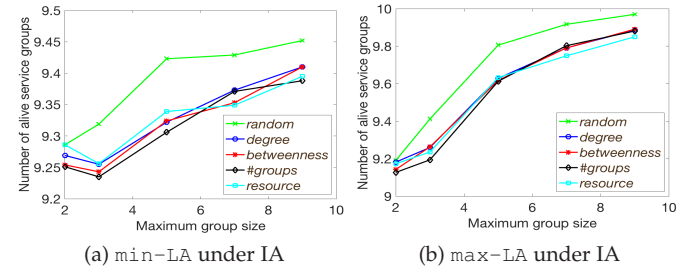 9.5
9.45
9.4
9.35
9.3
9.25
9.2
2
4
6
8
10
Number of alive service groups
Maximum group size
random
degree
betweenness
#groups
resource
(a) min-LA under IA
10
9.8
9.6
9.4
9.2
9
2
4
6
8
10
Number of alive service groups
Maximum group size
random
degree
betweenness
#groups
resource
(b) max-LA under IA